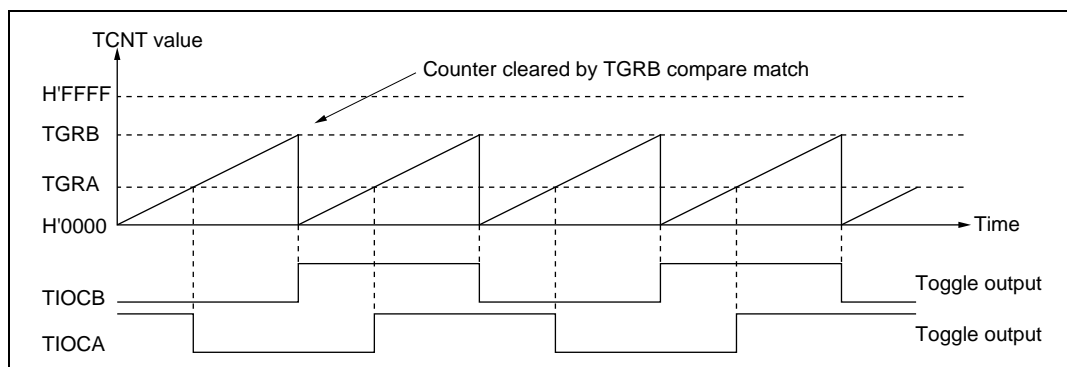 TCNT value
Counter cleared by TGRB compare match
H'FFFF
TGRB
TGRA
H'0000
Time
TIOCB
Toggle output
TIOCA
Toggle output